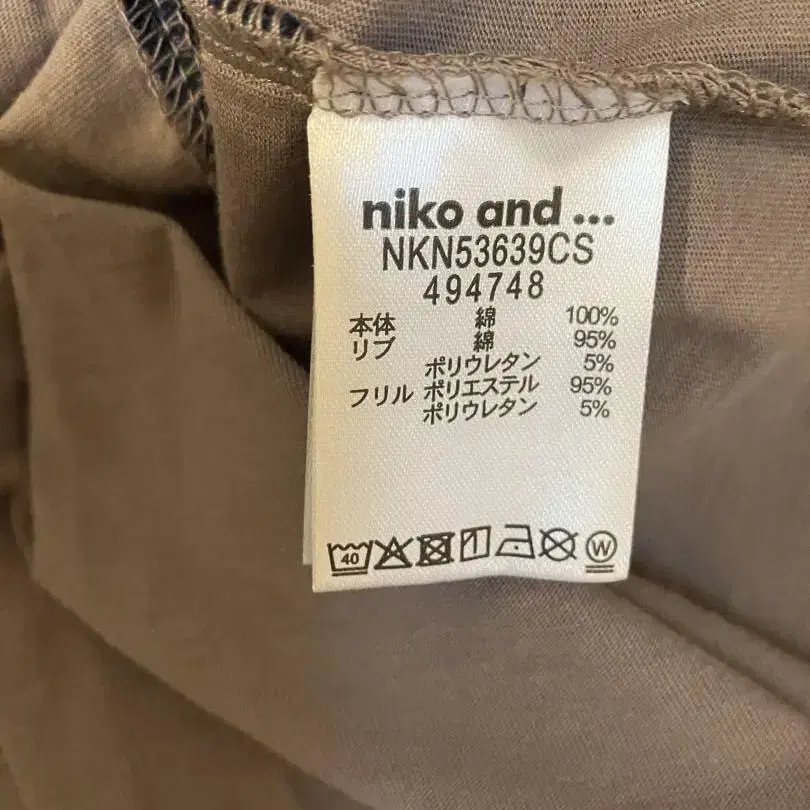 niko and ...
NKN53639CS
494748
本体 綿 100%
リブ 綿 95%
ポリウレタン 5%
フリル ポリエステル 95%
ポリウレタン 5%
40 W